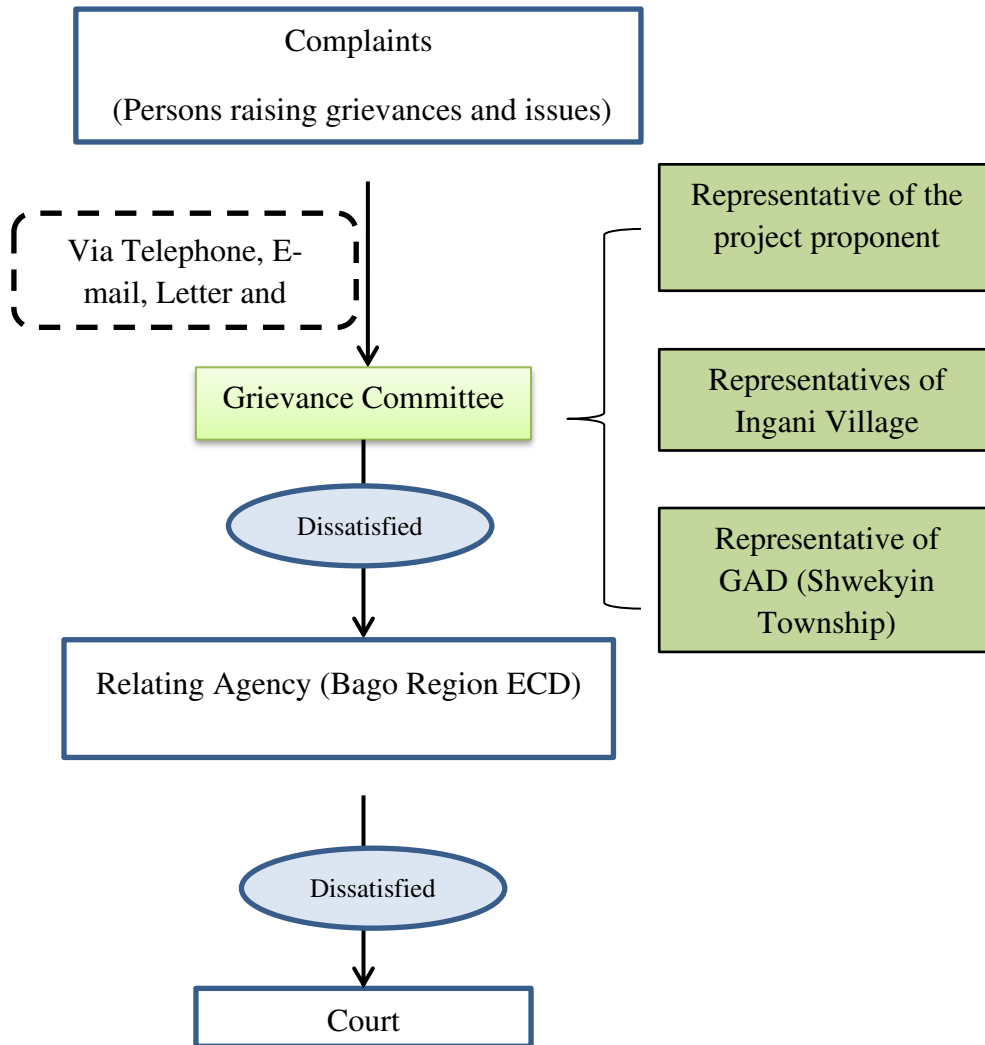 Complaints
(Persons raising grievances and issues)
Via Telephone, E-
mail, Letter and
Grievance Committee
Dissatisfied
Relating Agency (Bago Region ECD)
Dissatisfied
Court
Representative of the
project proponent
Representatives of
Ingani Village
Representative of
GAD (Shwekyin
Township)